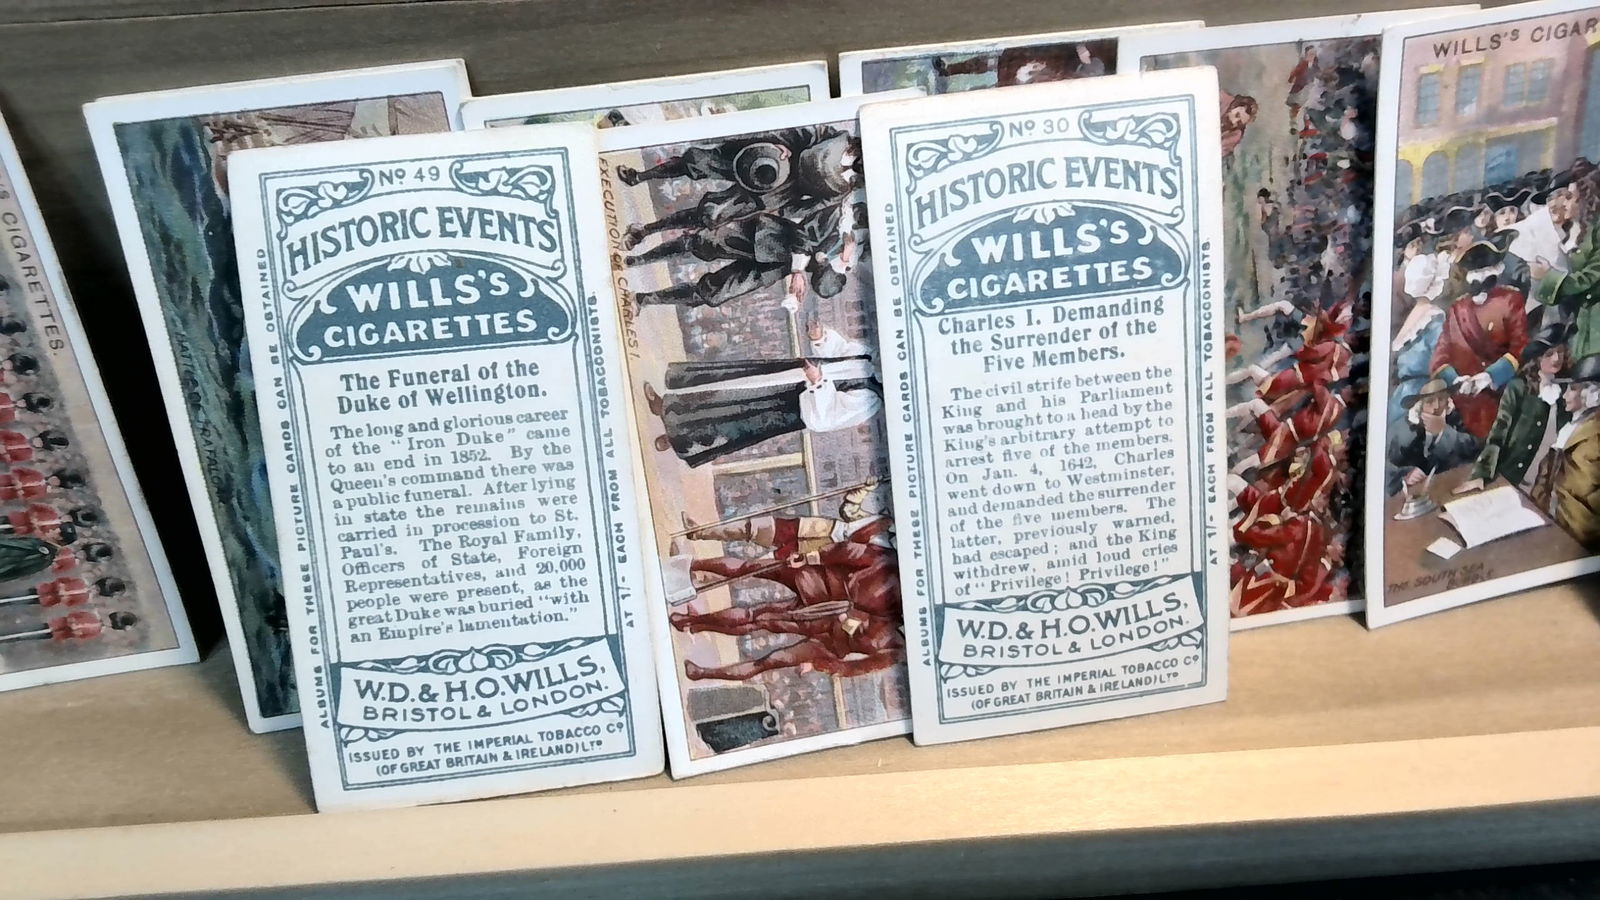 'S CIGARETTES.
BATTLE OF TRAFALGAR
No 49
HISTORIC EVENTS
WILLS'S
CIGARETTES
The Funeral of the
Duke of Wellington.
The long and glorious career
of the "Iron Duke" came
to an end in 1852. By the
Queen's command there was
a public funeral. After lying
in state the remains were
carried in procession to St.
Paul's. The Royal Family,
Officers of State, Foreign
Representatives, and 20,000
people were present, as the
great Duke was buried "with
an Empire's lamentation."
W.D. & H.O. WILLS,
BRISTOL & LONDON.
ISSUED BY THE IMPERIAL TOBACCO Co
(OF GREAT BRITAIN & IRELAND) LTD
ALBUMS FOR THESE PICTURE CARDS CAN BE OBTAINED
AT 1/- EACH FROM ALL TOBACCONISTS.
EXECUTION OF CHARLES I.
No 30
HISTORIC EVENTS
WILLS'S
CIGARETTES
Charles I. Demanding
the Surrender of the
Five Members.
The civil strife between the
King and his Parliament
was brought to a head by the
King's arbitrary attempt to
arrest five of the members.
On Jan. 4, 1642, Charles
went down to Westminster,
and demanded the surrender
of the five members. The
latter, previously warned,
had escaped; and the King
withdrew, amid loud cries
of "Privilege! Privilege!"
W.D. & H.O. WILLS,
BRISTOL & LONDON.
ISSUED BY THE IMPERIAL TOBACCO Co
(OF GREAT BRITAIN & IRELAND) LTD
ALBUMS FOR THESE PICTURE CARDS CAN BE OBTAINED
AT 1/- EACH FROM ALL TOBACCONISTS.
WILLS'S CIGAR
THE SOUTH SEA
BUBBLE